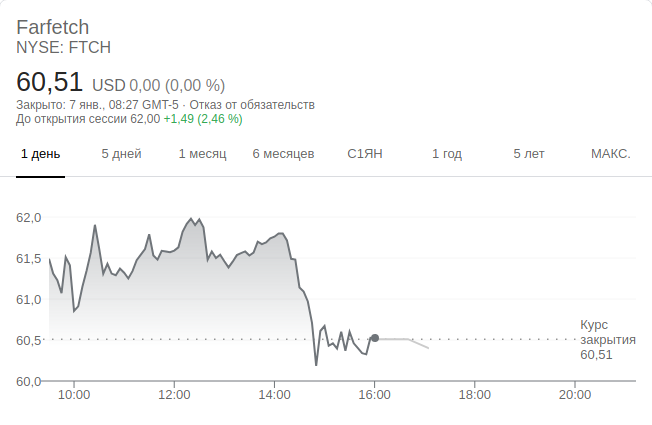 Farfetch
NYSE: FTCH
60,51 USD 0,00 (0,00 %)
Закрыто: 7 янв., 08:27 GMT-5 · Отказ от обязательств
До открытия сессии 62,00 +1,49 (2,46 %)
1 день 5 дней 1 месяц 6 месяцев С1ЯН 1 год 5 лет МАКС.
62,0
61,5
61,0
Курс
60,5 закрытия
60,51
60,0
10:00 12:00 14:00 16:00 18:00 20:00